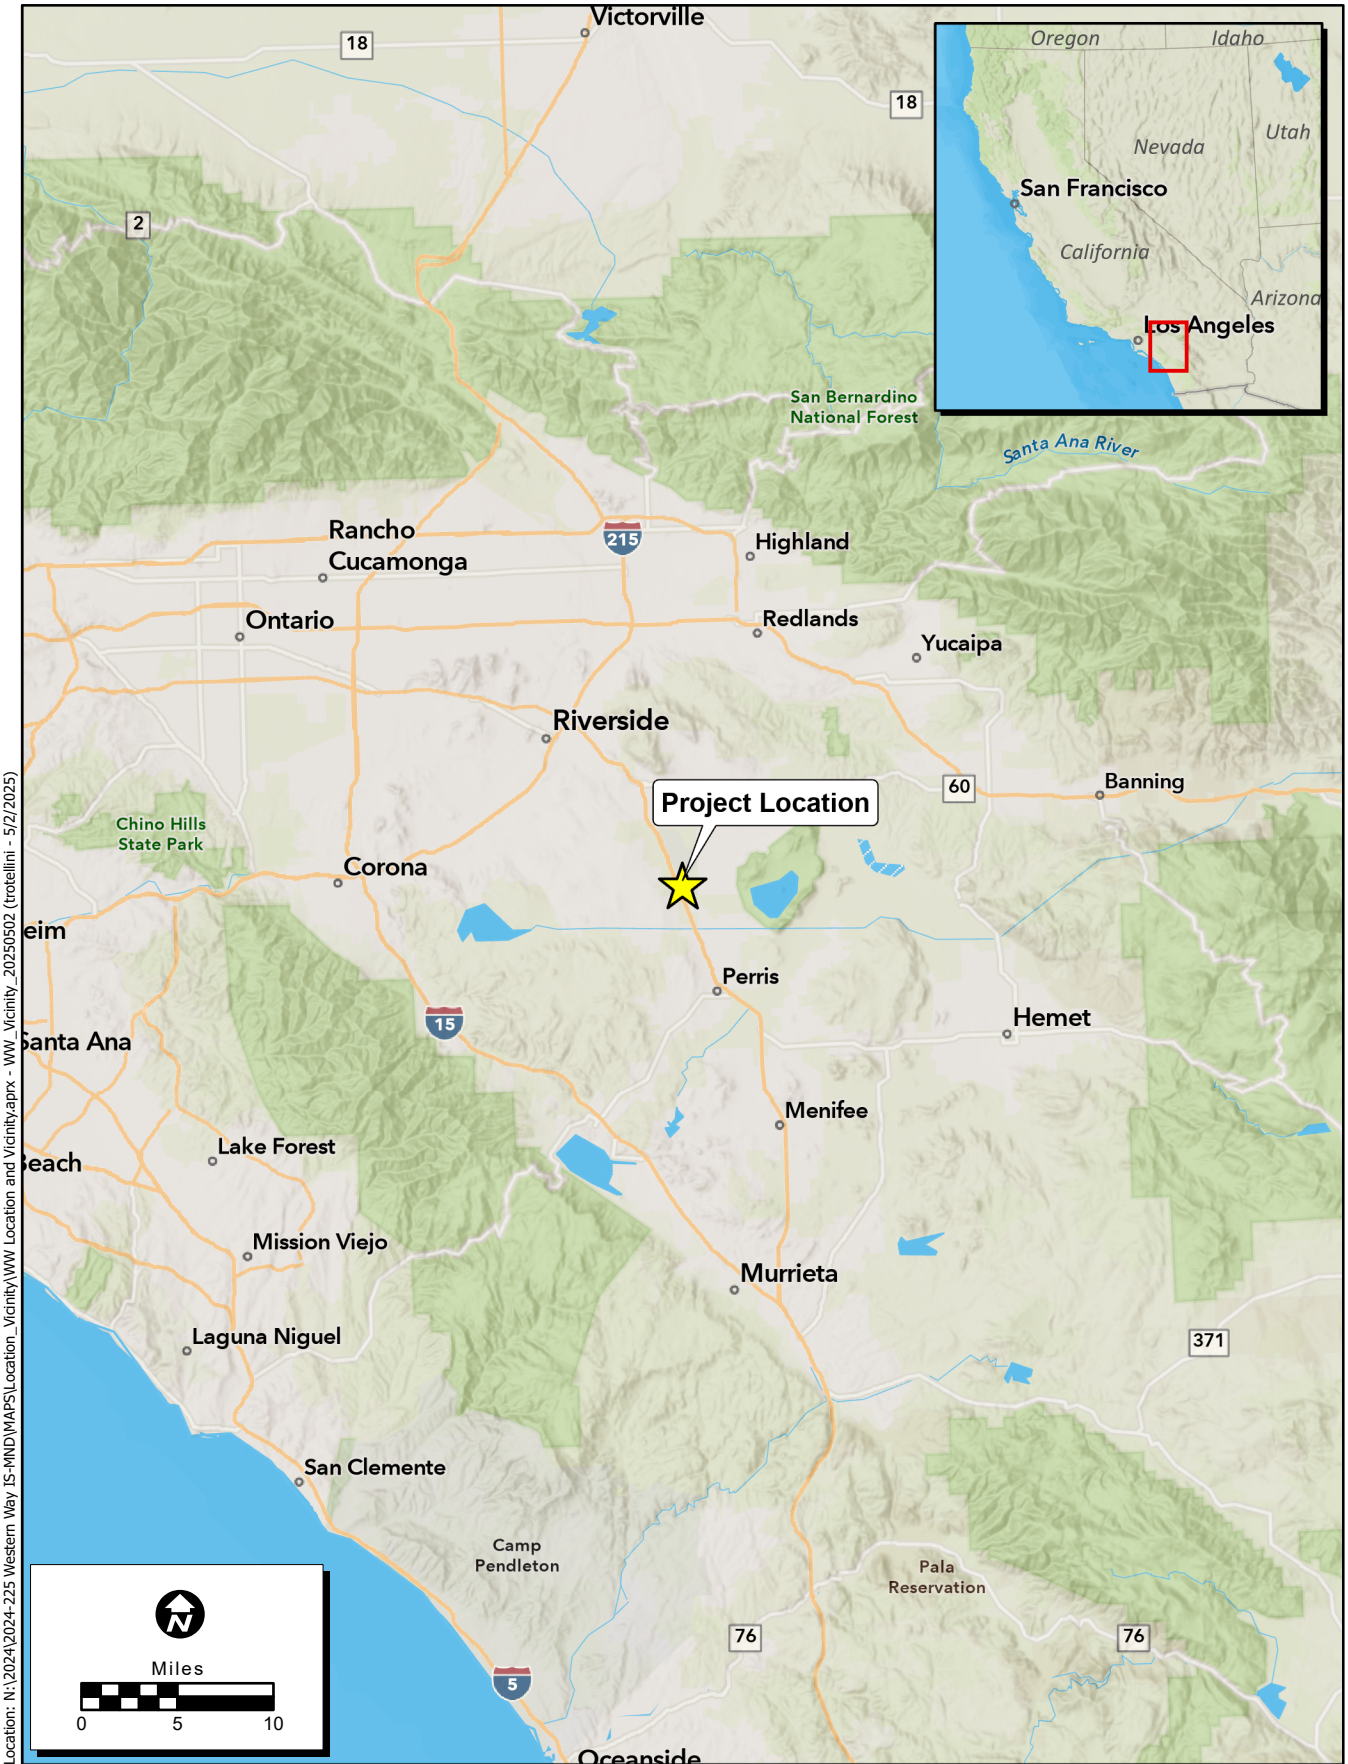 Victorville
18
18
2
Oregon
Idaho
Utah
Nevada
San Francisco
California
Arizona
Los Angeles
San Bernardino
National Forest
Santa Ana River
Rancho
Cucamonga
215
Highland
Ontario
Redlands
Yucaipa
Riverside
60
Banning
Project Location
Chino Hills
State Park
Corona
eim
Perris
15
Hemet
Santa Ana
Menifee
Lake Forest
Beach
Mission Viejo
Murrieta
Laguna Niguel
371
San Clemente
Camp
Pendleton
Pala
Reservation
76
76
5
Oceanside
N
Miles
0 5 10
Location: N:\2024\2024-225 Western Way IS-MND\MAPS\Location_Vicinity\WW Location and Vicinity.aprx - WW_Vicinity_20250502 (trotellini - 5/2/2025)